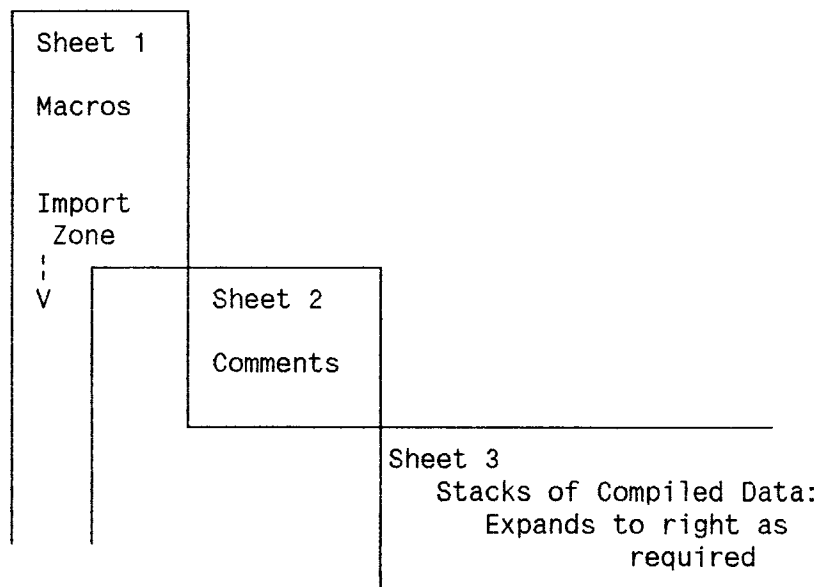 Sheet 1
Macros
Import
Zone
V
Sheet 2
Comments
Sheet 3
Stacks of Compiled Data:
Expands to right as
required